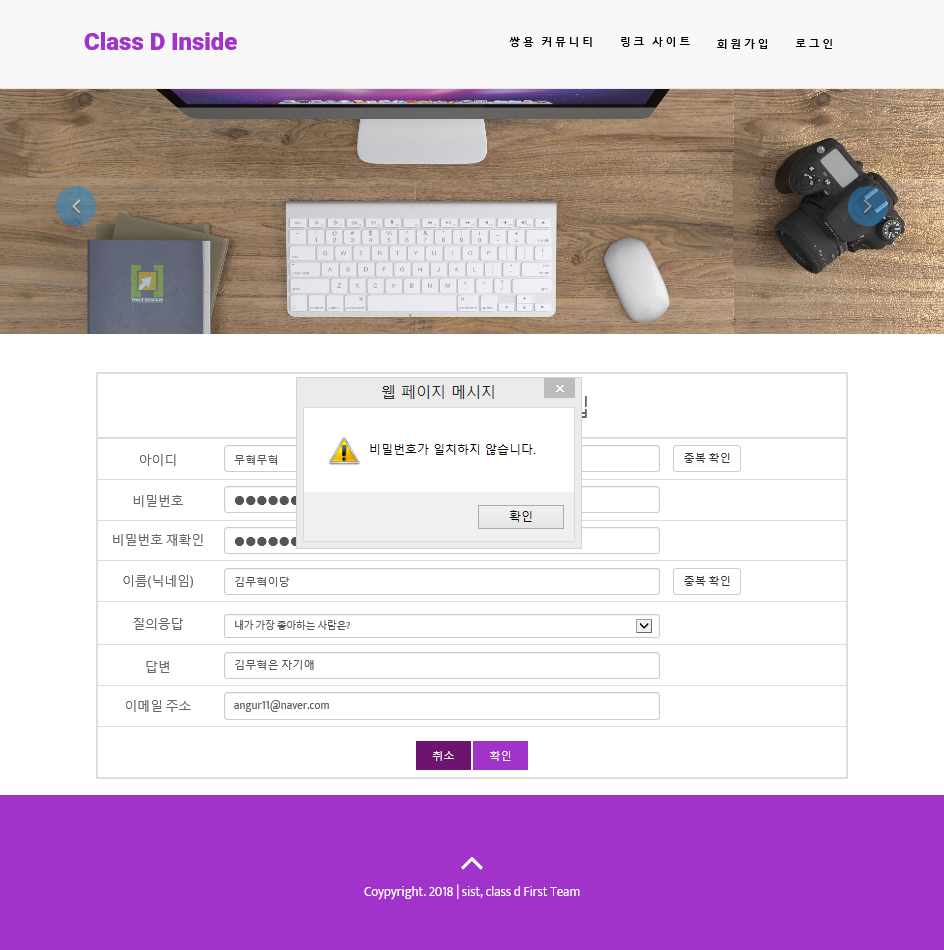 Class D Inside
쌍용 커뮤니티 링크 사이트 회원가입 로그인
웹 페이지 메시지
비밀번호가 일치하지 않습니다.
확인
아이디 무혁무혁 중복 확인
비밀번호 ●●●●●●
비밀번호 재확인 ●●●●●●
이름(닉네임) 김무혁이당 중복 확인
질의응답 내가 가장 좋아하는 사람은?
답변 김무혁은 자기애
이메일 주소 angur11@naver.com
취소 확인
Coypyright. 2018 | sist, class d First Team